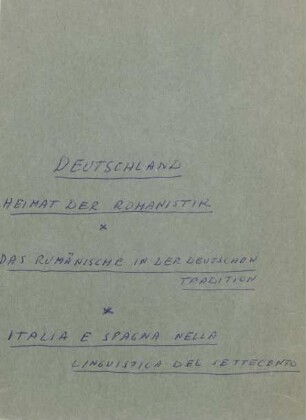 DEUTSCHLAND
HEIMAT DER ROMANISTIK
*
DAS RUMÄNISCHE IN DER DEUTSCHEN
TRADITION
*
ITALIA E SPAGNA NELLA
LINGUISTICA DEL SETTECENTO